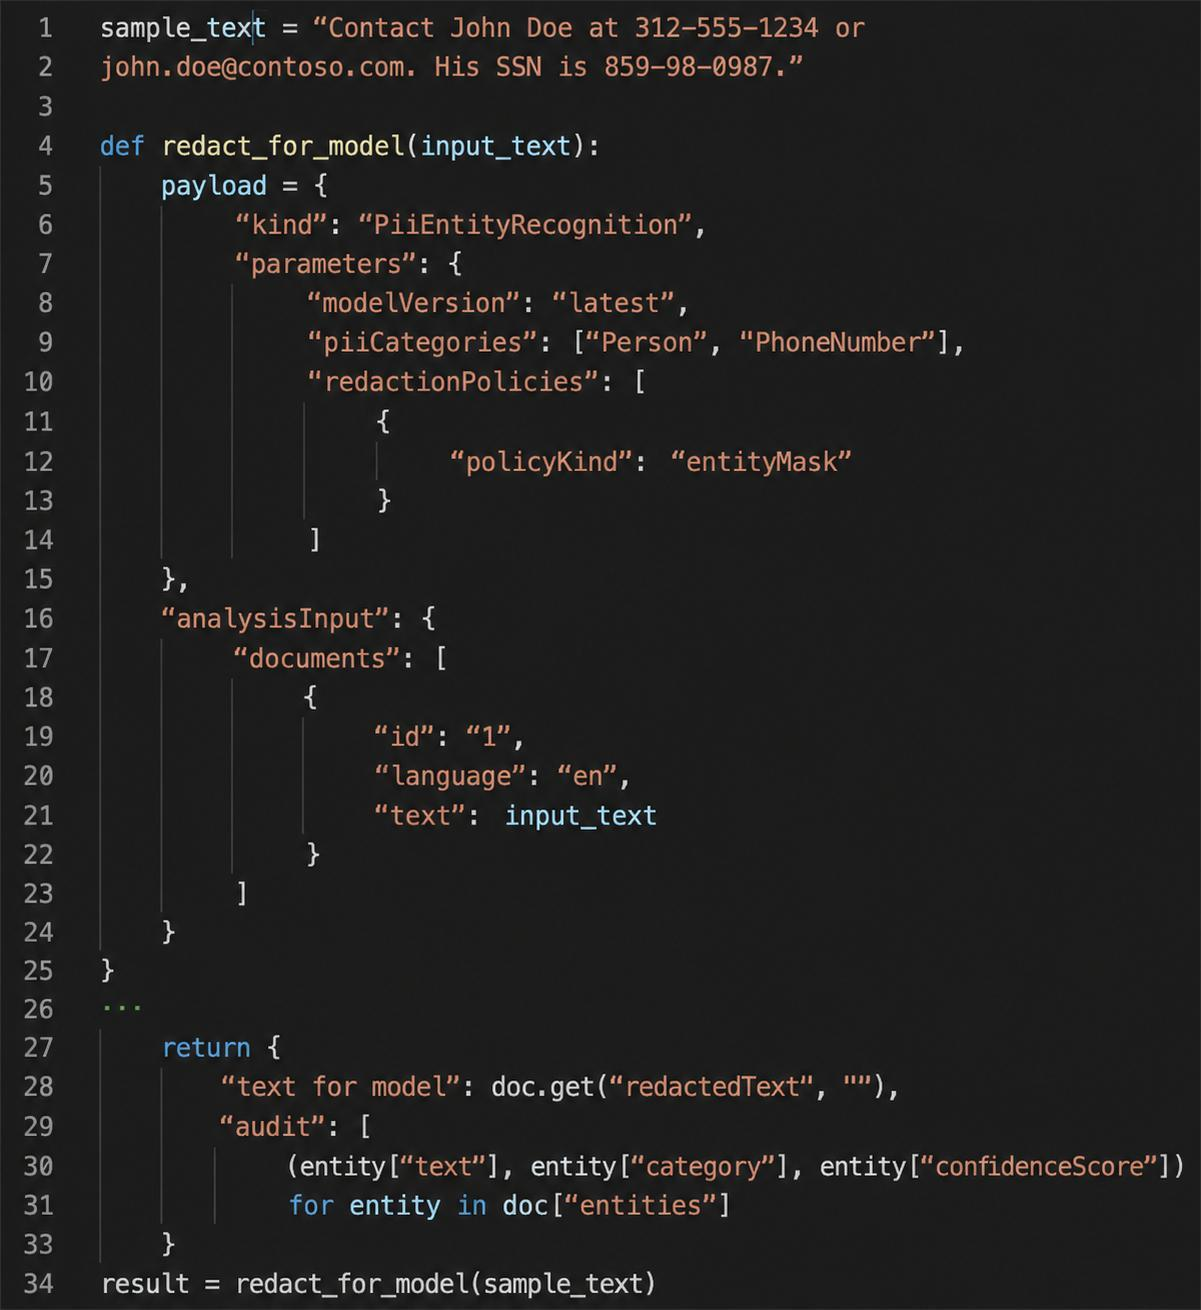 1 sample_text = “Contact John Doe at 312-555-1234 or
2 john.doe@contoso.com. His SSN is 859-98-0987.”
3
4 def redact_for_model(input_text):
5     payload = {
6         “kind”: “PiiEntityRecognition”,
7         “parameters”: {
8             “modelVersion”: “latest”,
9             “piiCategories”: [“Person”, “PhoneNumber”],
10             “redactionPolicies”: [
11                 {
12                     “policyKind”: “entityMask”
13                 }
14             ]
15     },
16     “analysisInput”: {
17         “documents”: [
18             {
19                 “id”: “1”,
20                 “language”: “en”,
21                 “text”: input_text
22             }
23         ]
24     }
25 }
26 ...
27     return {
28         “text for model”: doc.get(“redactedText", ""),
29         “audit”: [
30             (entity[“text”], entity[“category”], entity[“confidenceScore”])
31             for entity in doc[“entities”]
33     }
34 result = redact_for_model(sample_text)